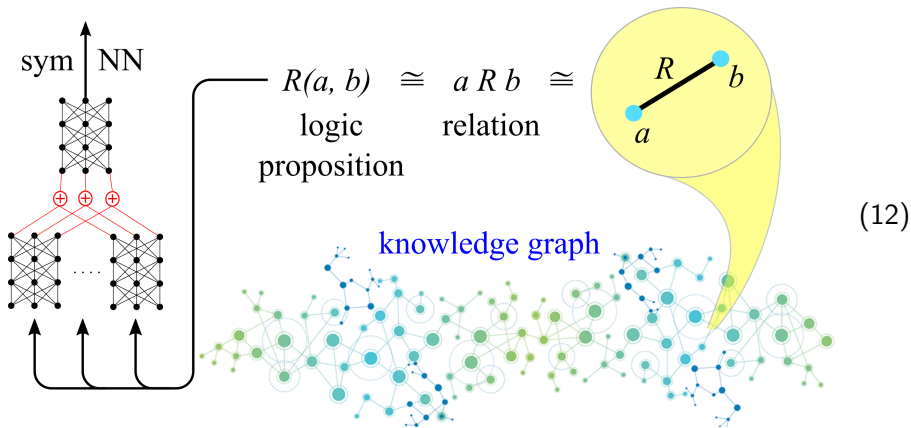 sym NN
R(a, b) ≅ a R b ≅
logic relation
proposition
R
b
a
(12)
knowledge graph
. . . .